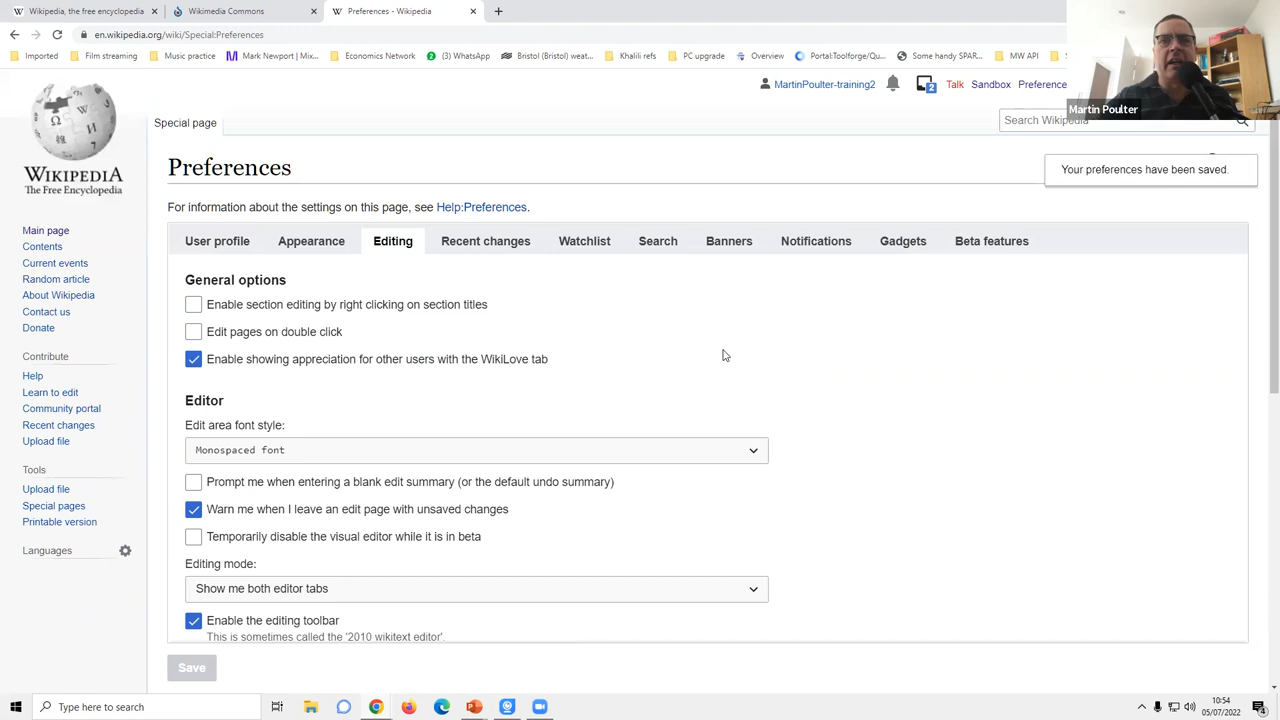 Wikipedia, the free encyclopedia
Wikimedia Commons
Preferences - Wikipedia
en.wikipedia.org/wiki/Special:Preferences
Imported
Film streaming
Music practice
Mark Newport | Mix...
Economics Network
(3) WhatsApp
Bristol (Bristol) weat...
Khalili refs
PC upgrade
Overview
Portal:Toolforge/Qu...
Some handy SPAR...
MW API
MartinPoulter-training2
2
Talk
Sandbox
Preference
Martin Poulter
Special page
Search Wikipedia
WIKIPEDIA
The Free Encyclopedia
Preferences
Your preferences have been saved.
For information about the settings on this page, see Help:Preferences.
Main page
Contents
Current events
Random article
About Wikipedia
Contact us
Donate
Contribute
Help
Learn to edit
Community portal
Recent changes
Upload file
Tools
Upload file
Special pages
Printable version
Languages
User profile
Appearance
Editing
Recent changes
Watchlist
Search
Banners
Notifications
Gadgets
Beta features
General options
Enable section editing by right clicking on section titles
Edit pages on double click
Enable showing appreciation for other users with the WikiLove tab
Editor
Edit area font style:
Monospaced font
Prompt me when entering a blank edit summary (or the default undo summary)
Warn me when I leave an edit page with unsaved changes
Temporarily disable the visual editor while it is in beta
Editing mode:
Show me both editor tabs
Enable the editing toolbar
This is sometimes called the '2010 wikitext editor'.
Save
Type here to search
10:54
05/07/2022
4